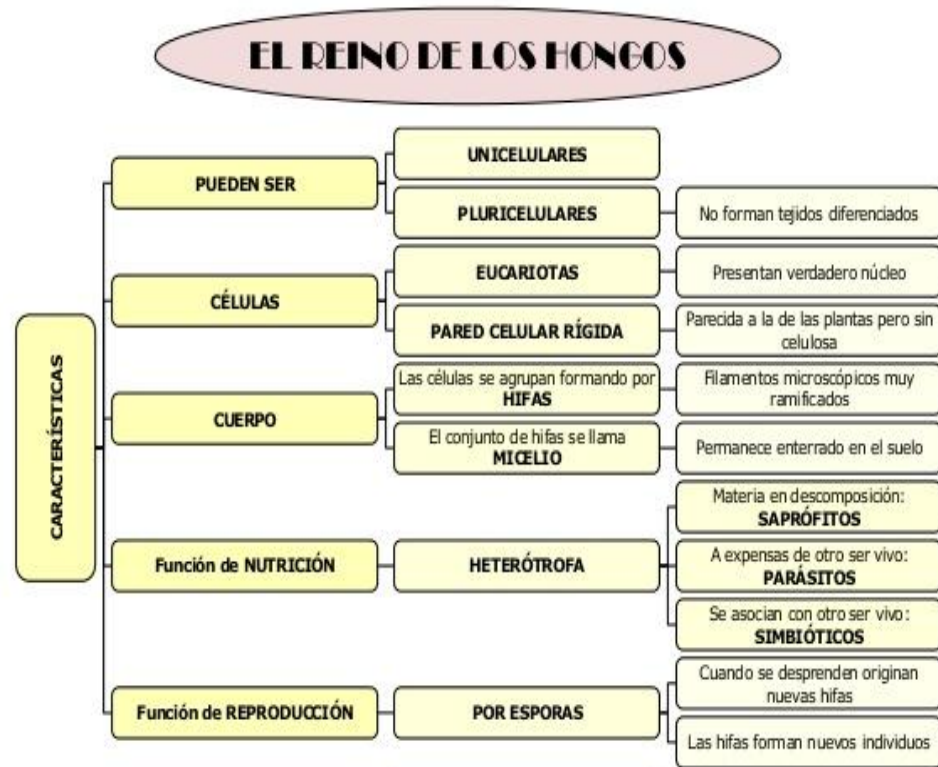 EL REINO DE LOS HONGOS
CARACTERÍSTICAS
PUEDEN SER
UNICELULARES
PLURICELULARES
No forman tejidos diferenciados
CÉLULAS
EUCARIOTAS
Presentan verdadero núcleo
PARED CELULAR RÍGIDA
Parecida a la de las plantas pero sin
celulosa
CUERPO
Las células se agrupan formando por
HIFAS
Filamentos microscópicos muy
ramificados
El conjunto de hifas se llama
MICELIO
Permanece enterrado en el suelo
Función de NUTRICIÓN
HETERÓTROFA
Materia en descomposición:
SAPRÓFITOS
A expensas de otro ser vivo:
PARÁSITOS
Se asocian con otro ser vivo:
SIMBIÓTICOS
Función de REPRODUCCIÓN
POR ESPORAS
Cuando se desprenden originan
nuevas hifas
Las hifas forman nuevos individuos